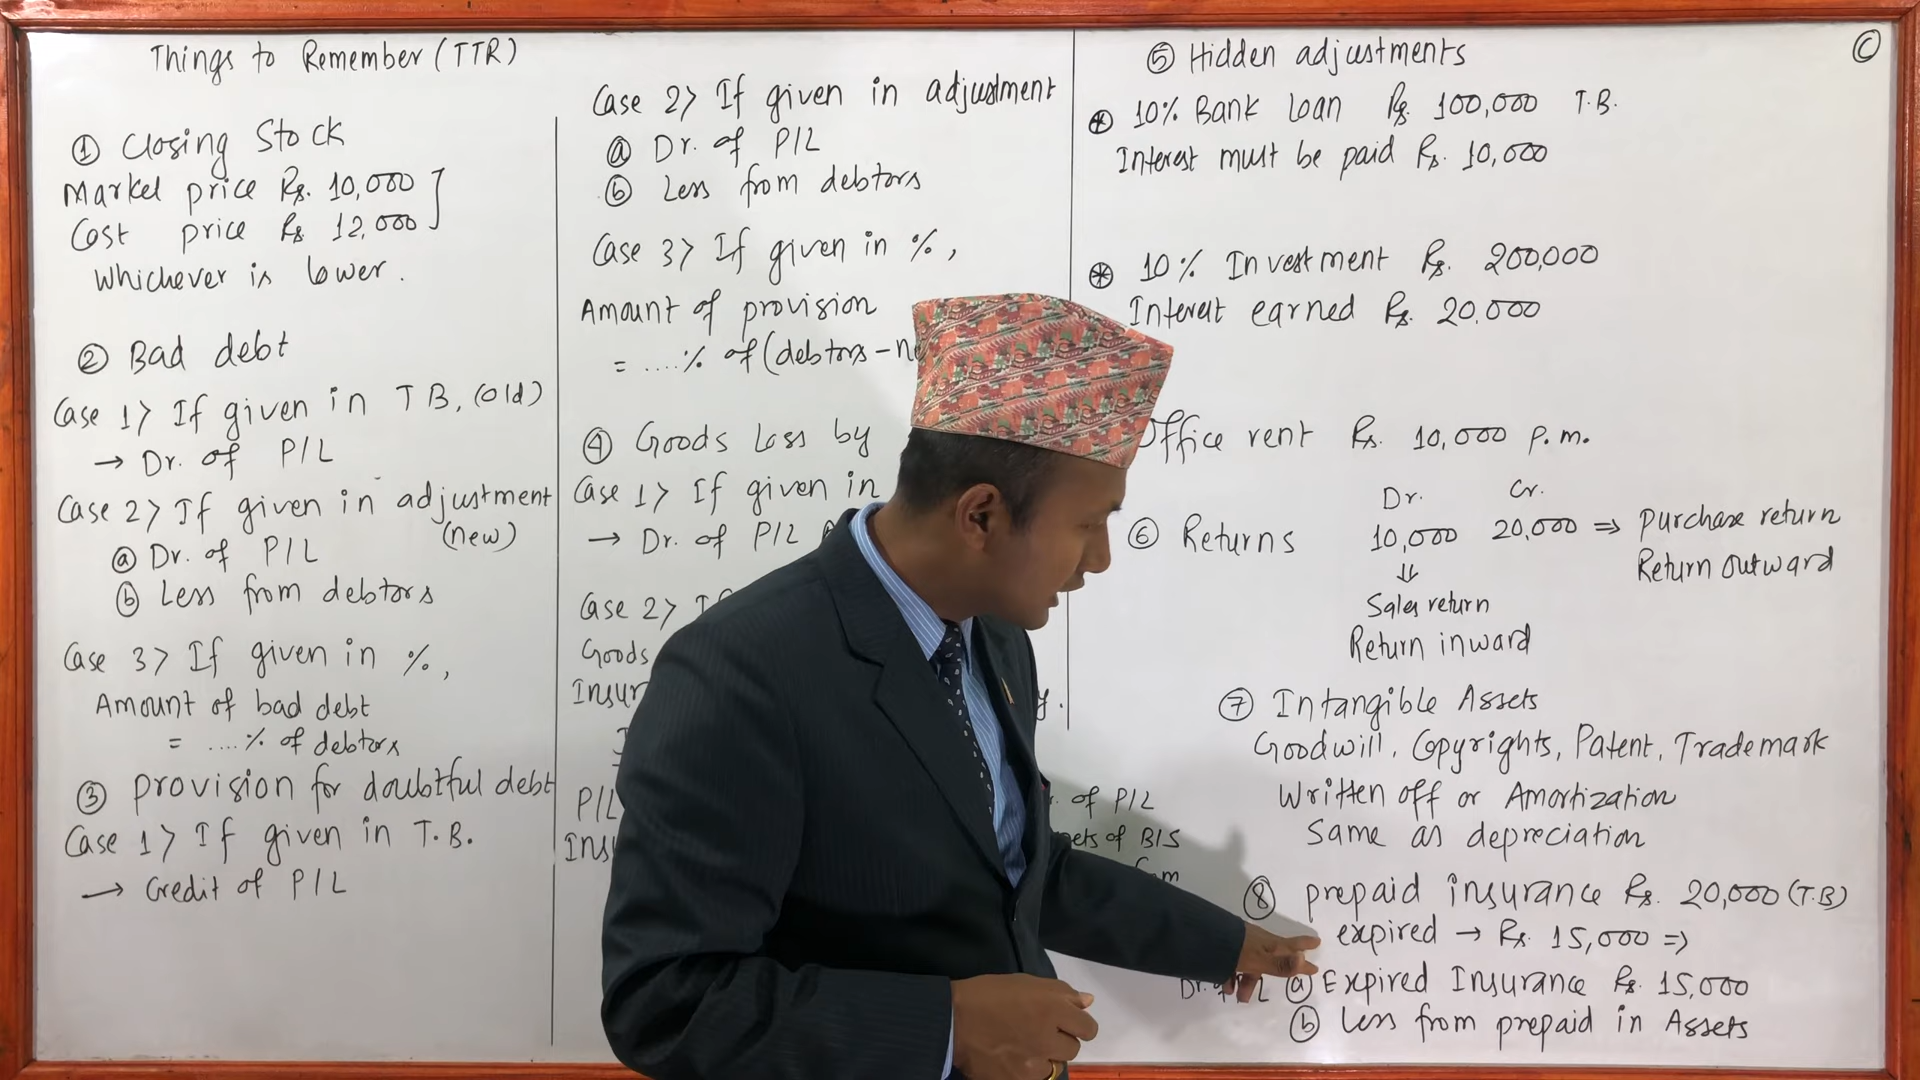 Things to Remember (TTR)
① Closing Stock
Market price Rs. 10,000
Cost price Rs 12,000
Whichever is lower.
② Bad debt
Case 1> If given in T B. (old)
→ Dr. of P/L
Case 2> If given in adjustment
(new)
ⓐ Dr. of P/L
ⓑ Less from debtors
Case 3> If given in %,
Amount of bad debt
= ....% of debtors
③ Provision for doubtful debt
Case 1> If given in T.B.
→ Credit of P/L
Case 2> If given in adjustment
ⓐ Dr. of P/L
ⓑ Less from debtors
Case 3> If given in %,
Amount of provision
= ....% of (debtors -
④ Goods Loss by
Case 1> If given in
→ Dr. of P/L
Case 2>
Goods
P/L
. of P/L
of B/S
⑤ Hidden adjustments
©
* 10% Bank loan Rs. 100,000 T.B.
Interest must be paid Rs. 10,000
* 10% Investment Rs. 200,000
Interest earned Rs. 20,000
Office rent Rs. 10,000 p.m.
Dr. Cr.
⑥ Returns 10,000 20,000 ⇒ Purchase return
Return outward
⇓
Sales return
Return inward
⑦ Intangible Assets
Goodwill, Copyrights, Patent, Trademark
Written off or Amortization
Same as depreciation
⑧ prepaid insurance Rs. 20,000 (T.B)
expired → Rs. 15,000 ⇒
Dr. of P/L ⓐ Expired Insurance Rs. 15,000
ⓑ Less from prepaid in Assets